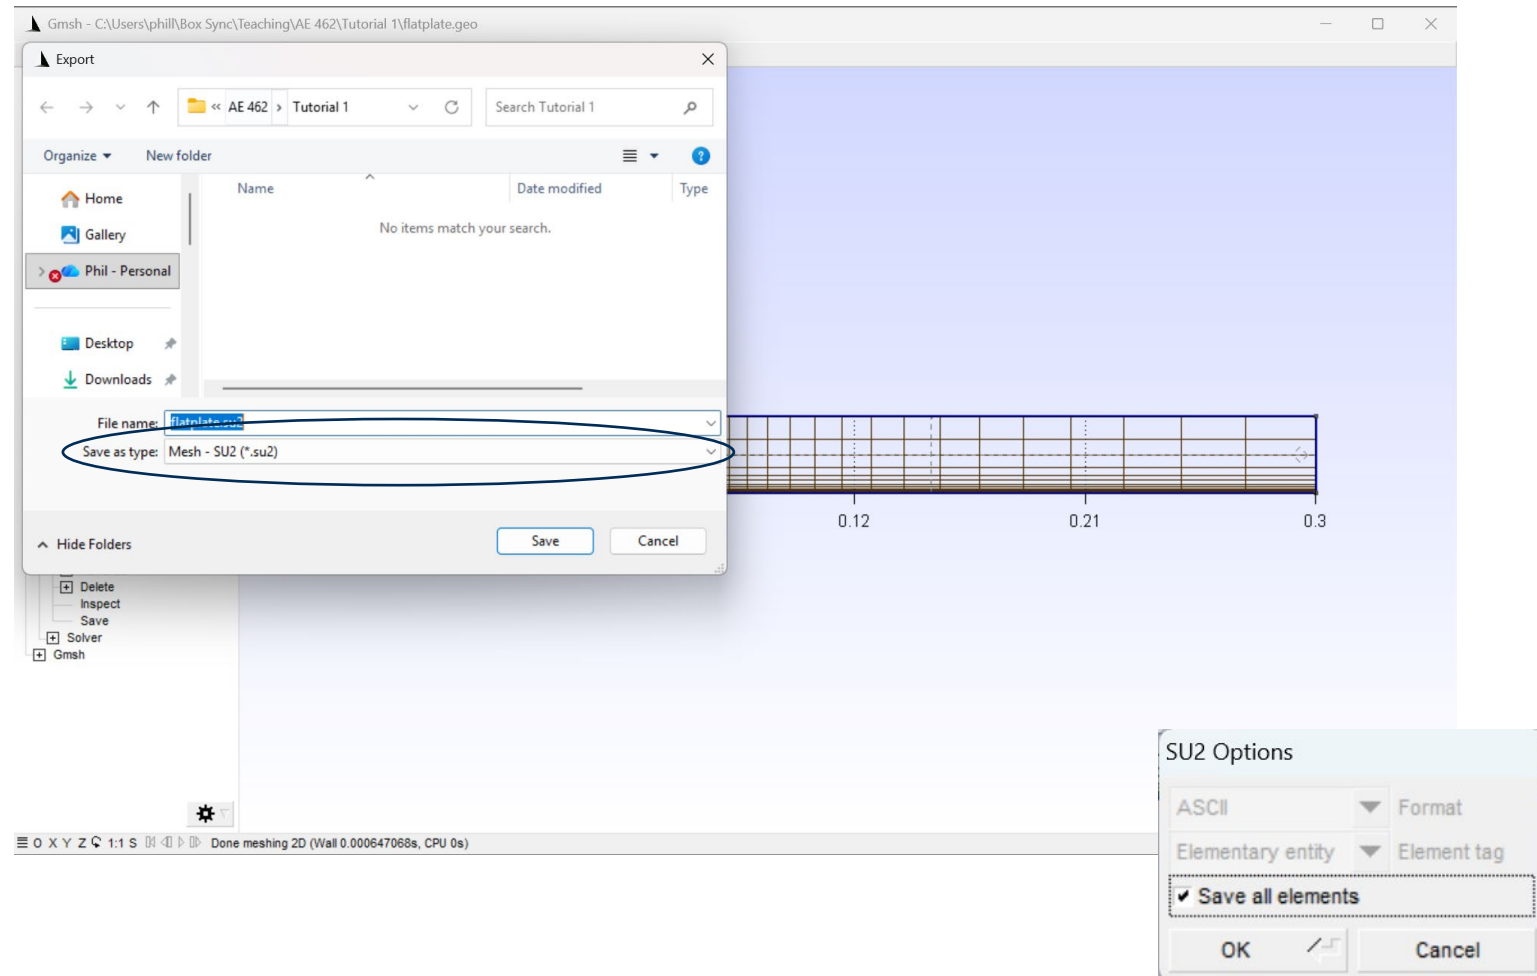 Gmsh - C:\Users\phill\Box Sync\Teaching\AE 462\Tutorial 1\flatplate.geo
Export
« AE 462 > Tutorial 1
Search Tutorial 1
Organize
New folder
?
Home
Gallery
Phil - Personal
Desktop
Downloads
Name
Date modified
Type
No items match your search.
File name: flatplate.su2
Save as type: Mesh - SU2 (*.su2)
Hide Folders
Save
Cancel
0.12
0.21
0.3
Delete
Inspect
Save
Solver
Gmsh
O X Y Z 1:1 S
Done meshing 2D (Wall 0.000647068s, CPU 0s)
SU2 Options
ASCII
Format
Elementary entity
Element tag
Save all elements
OK
Cancel